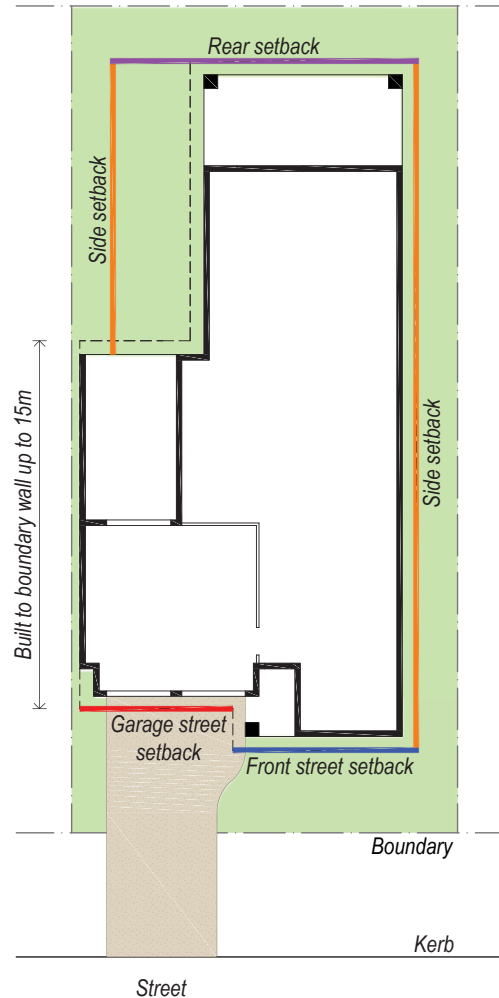 Rear setback
Side setback
Side setback
Built to boundary wall up to 15m
Garage street
setback
Front street setback
Boundary
Kerb
Street